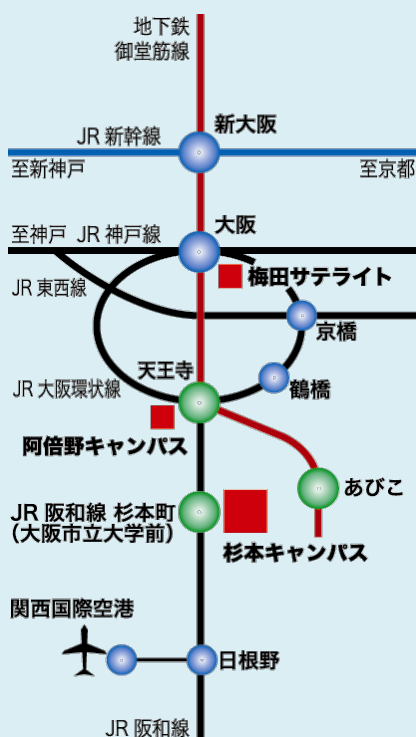 地下鉄
御堂筋線
新大阪
JR 新幹線
至新神戸
至京都
大阪
至神戸 JR 神戸線
梅田サテライト
JR 東西線
京橋
天王寺
鶴橋
JR 大阪環状線
阿倍野キャンパス
あびこ
JR 阪和線 杉本町
(大阪市立大学前)
杉本キャンパス
関西国際空港
日根野
JR 阪和線